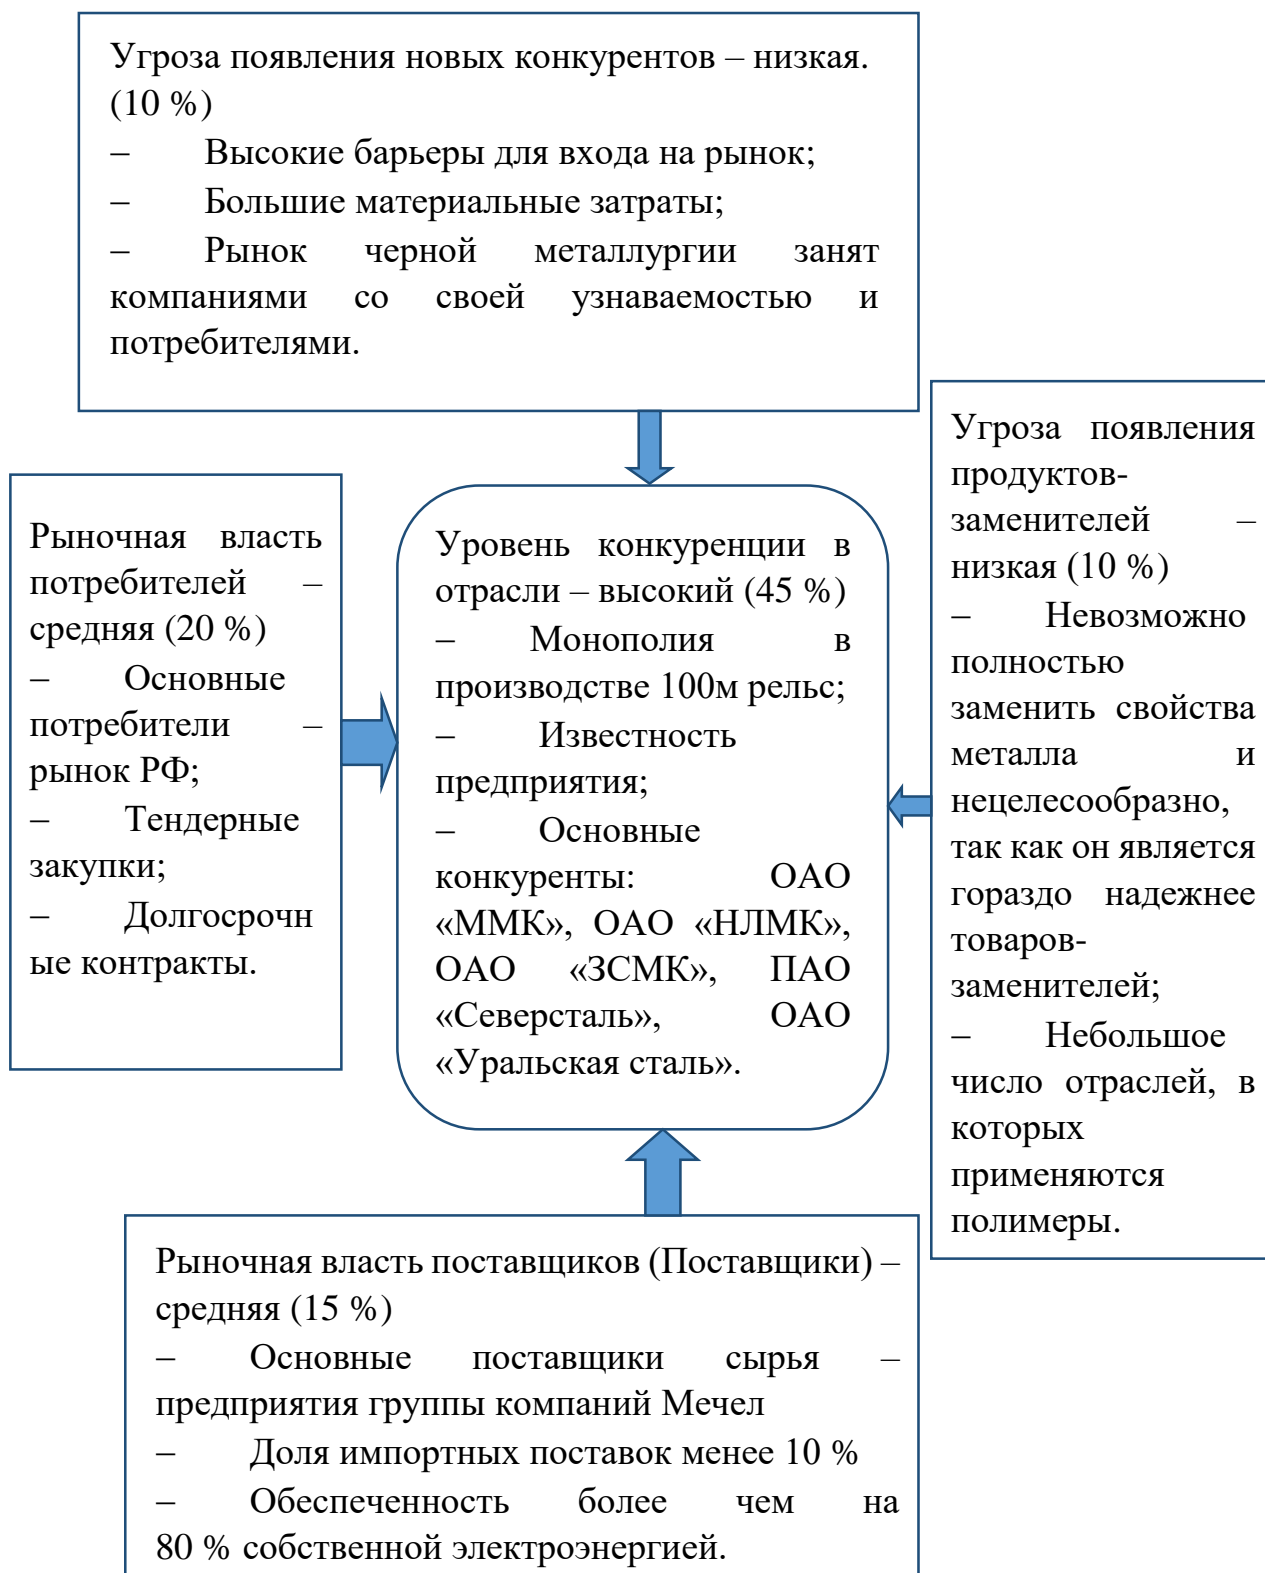 Угроза появления новых конкурентов – низкая.
(10 %)
– Высокие барьеры для входа на рынок;
– Большие материальные затраты;
– Рынок черной металлургии занят
компаниями со своей узнаваемостью и
потребителями.
Рыночная власть
потребителей –
средняя (20 %)
– Основные
потребители –
рынок РФ;
– Тендерные
закупки;
– Долгосрочн
ые контракты.
Уровень конкуренции в
отрасли – высокий (45 %)
– Монополия в
производстве 100м рельс;
– Известность
предприятия;
– Основные
конкуренты: ОАО
«ММК», ОАО «НЛМК»,
ОАО «ЗСМК», ПАО
«Северсталь», ОАО
«Уральская сталь».
Угроза появления
продуктов-
заменителей –
низкая (10 %)
– Невозможно
полностью
заменить свойства
металла и
нецелесообразно,
так как он является
гораздо надежнее
товаров-
заменителей;
– Небольшое
число отраслей, в
которых
применяются
полимеры.
Рыночная власть поставщиков (Поставщики) –
средняя (15 %)
– Основные поставщики сырья –
предприятия группы компаний Мечел
– Доля импортных поставок менее 10 %
– Обеспеченность более чем на
80 % собственной электроэнергией.